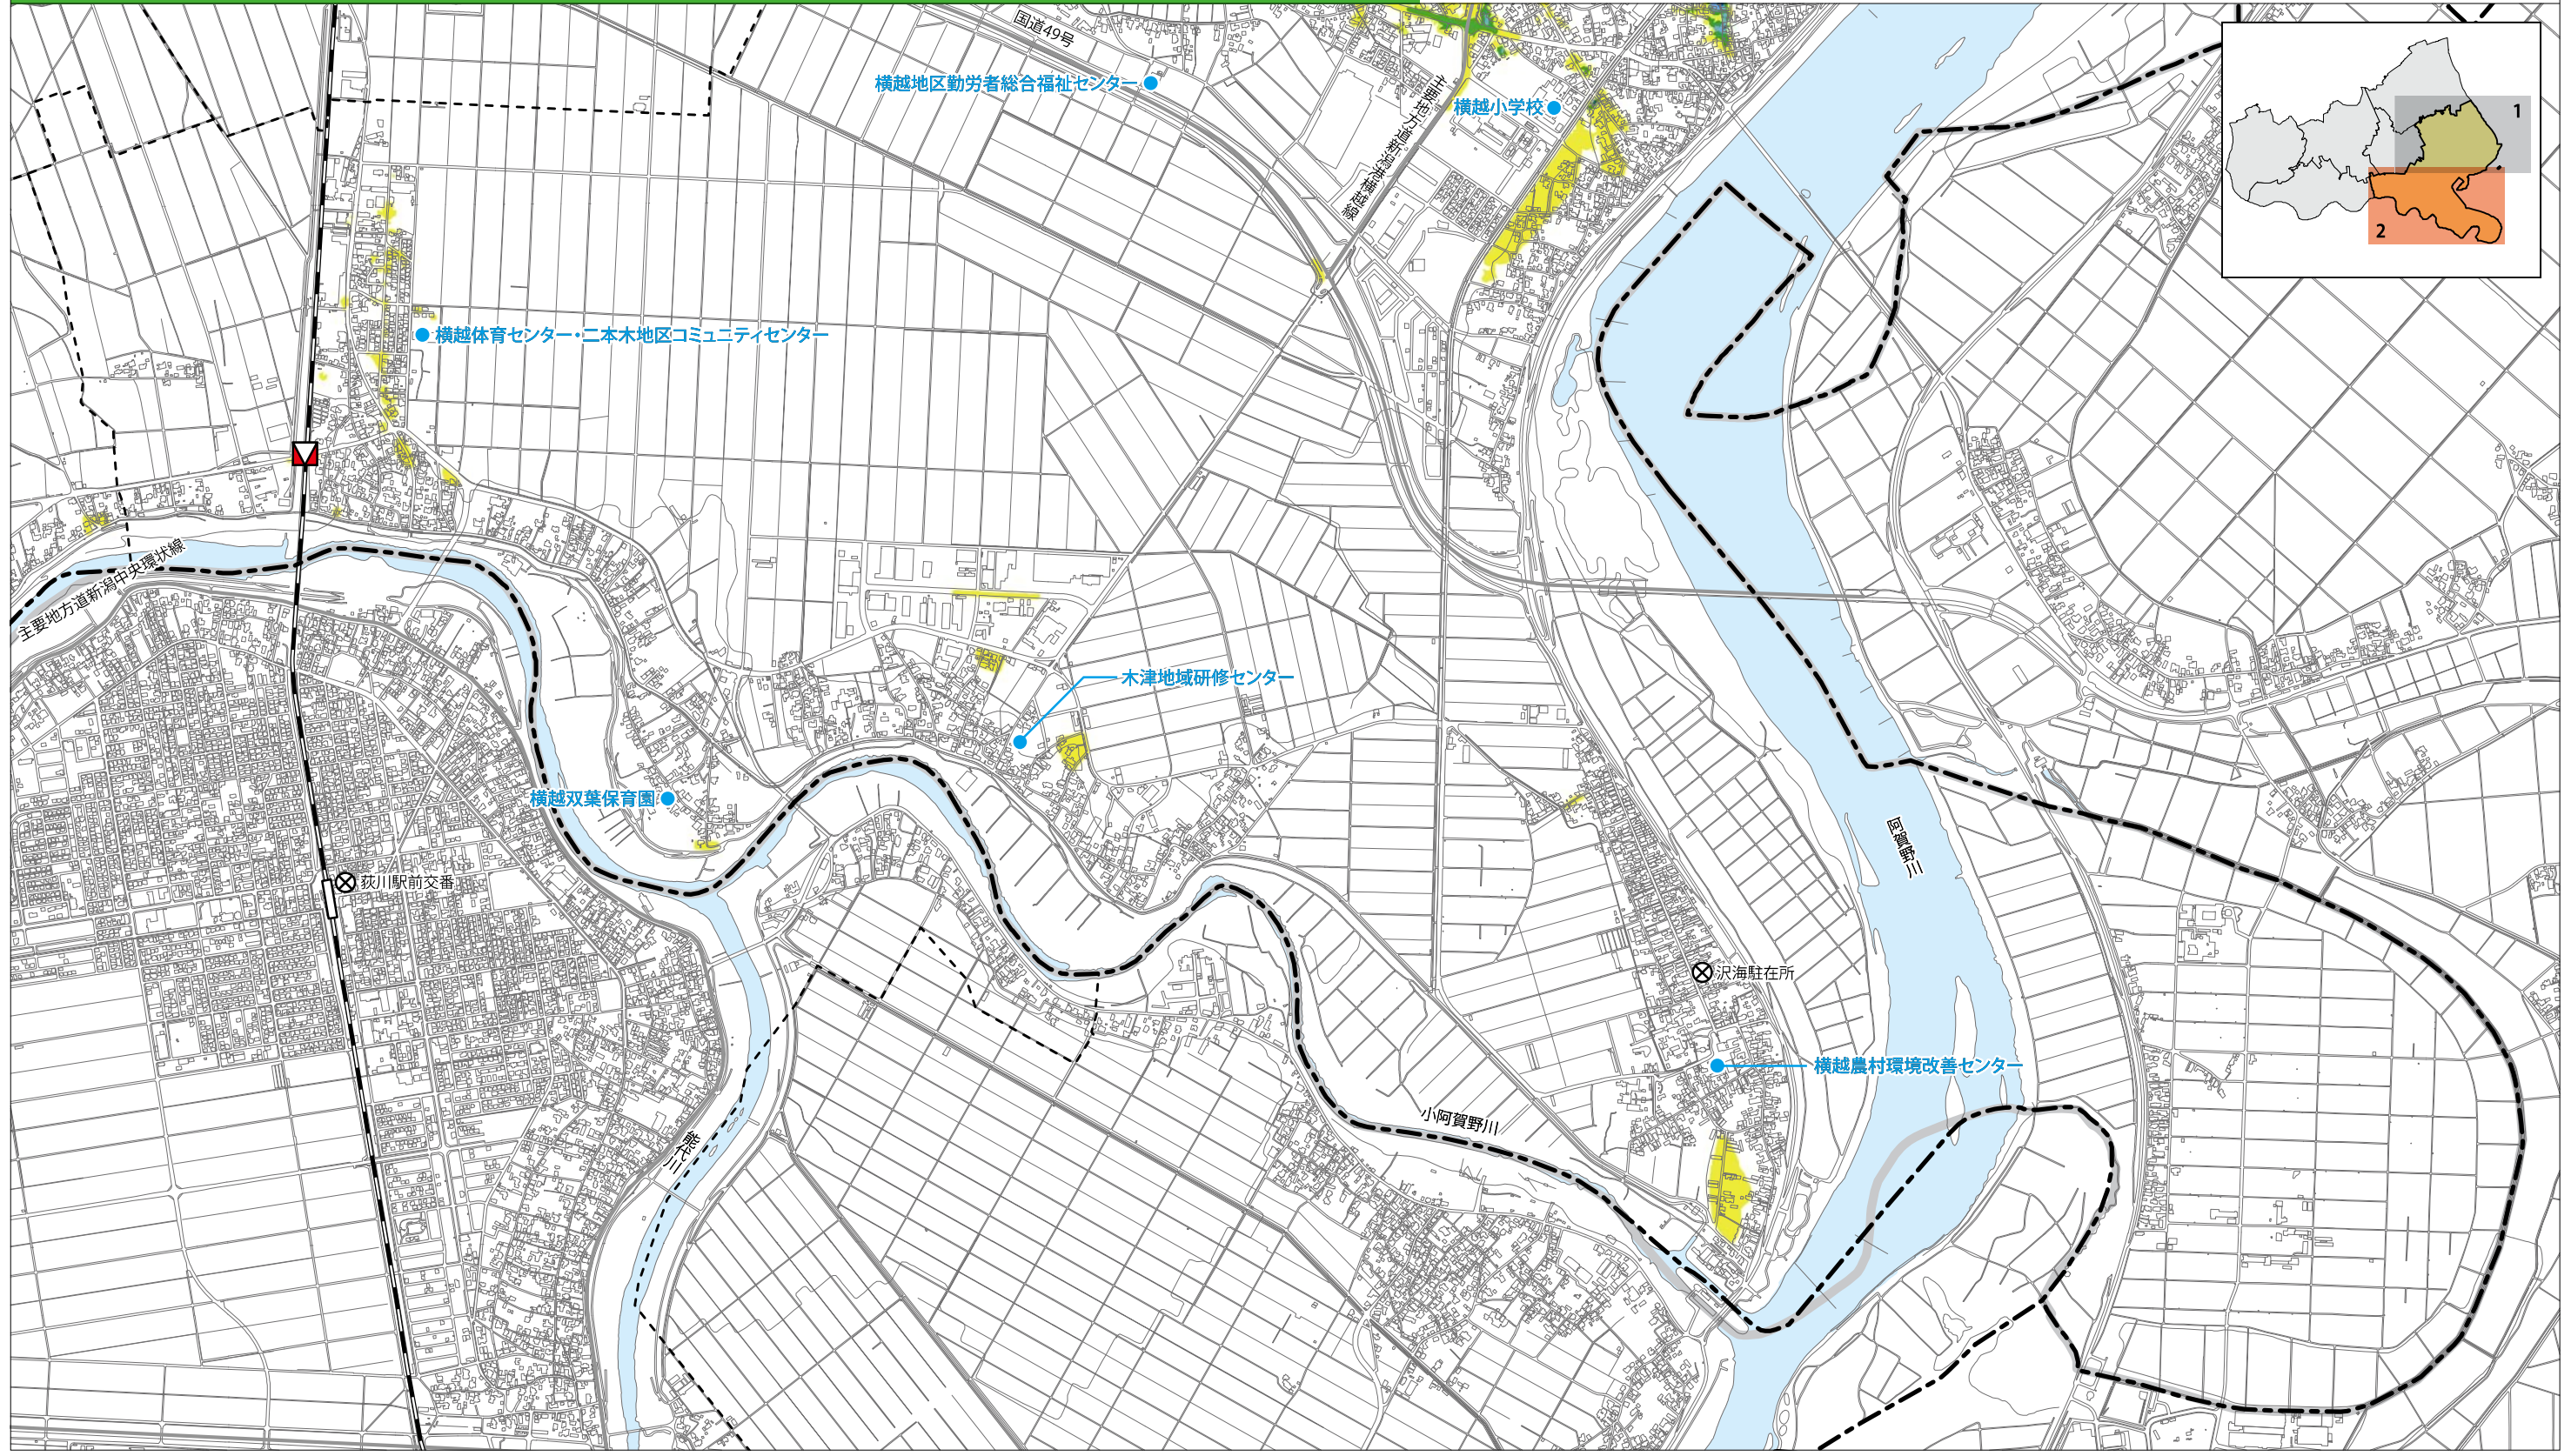 国道49号
横越地区勤労者総合福祉センター
主要地方道新潟港横越線
横越小学校
1
2
横越体育センター・二本木地区コミュニティセンター
主要地方道新潟中央環状線
木津地域研修センター
横越双葉保育園
阿賀野川
荻川駅前交番
沢海駐在所
横越農村環境改善センター
小阿賀野川
能代川